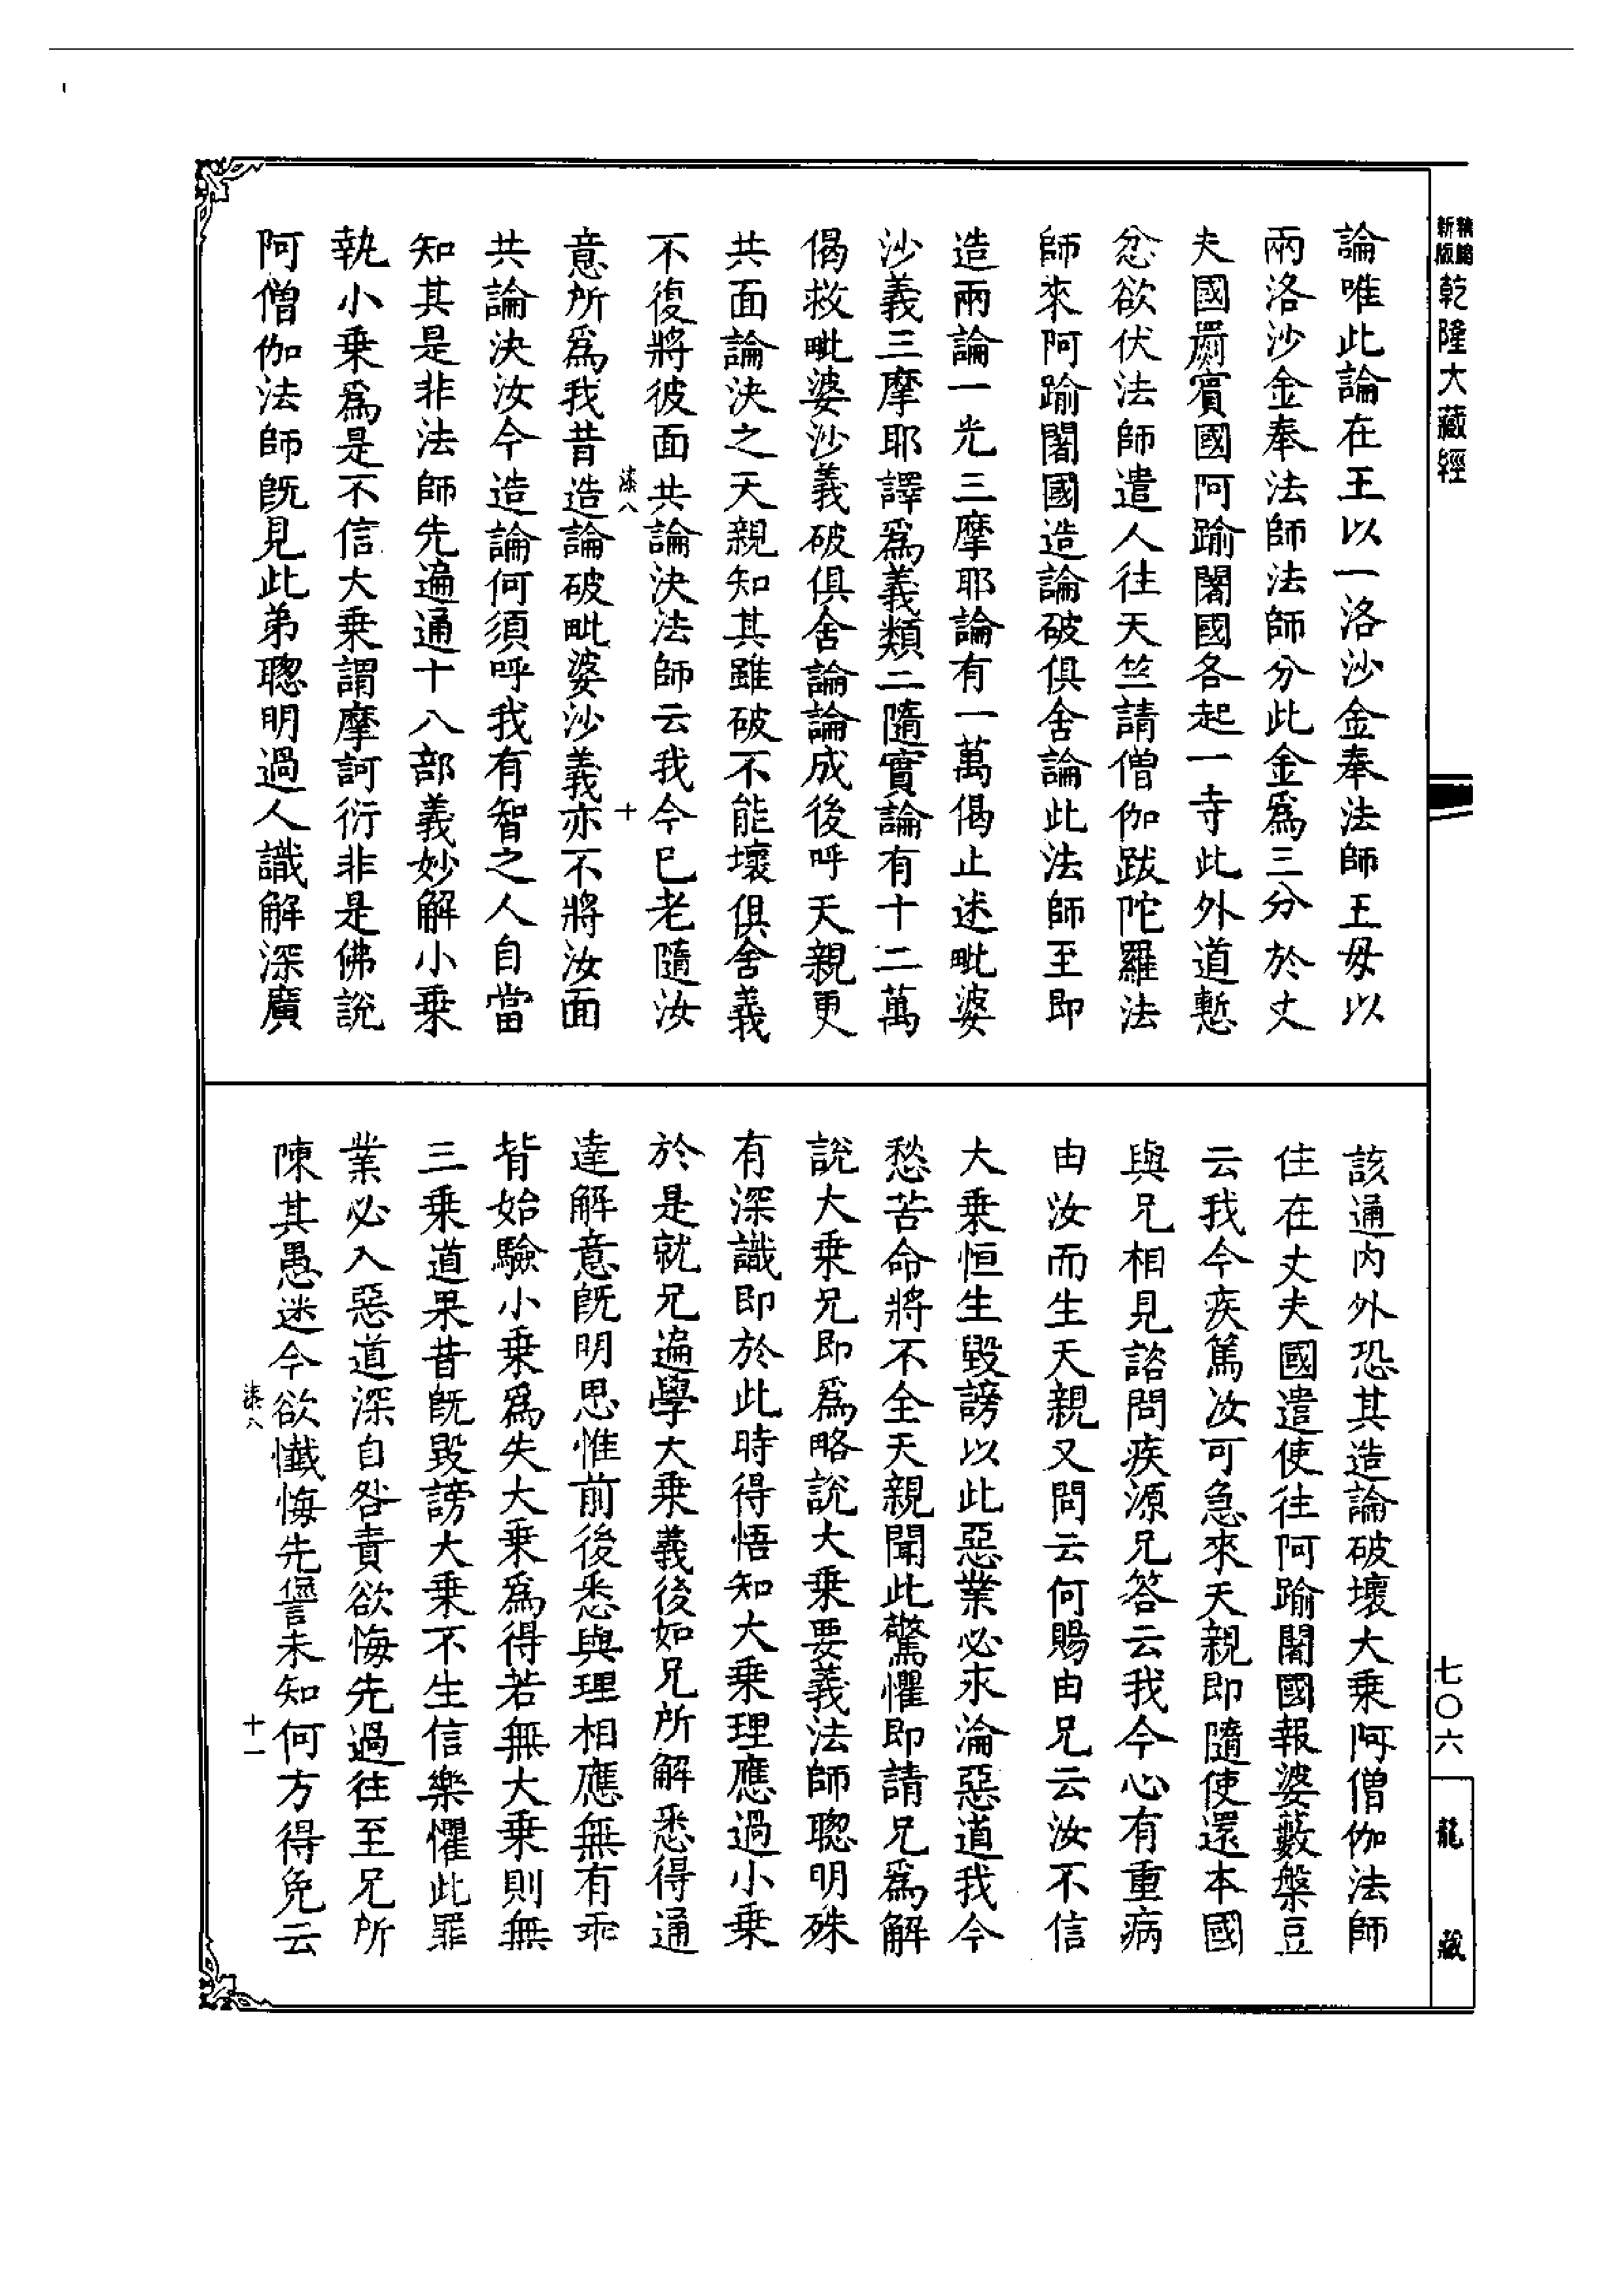 新編
新版
乾隆大藏經
論唯此論在王以一洛沙金奉法師王母以
兩洛沙金奉法師法師分此金爲三分於丈
夫國罽賓國阿踰闍國各起一寺此外道慙
忿欲伏法師遣人往天竺請僧伽跋陀羅法
師來阿踰闍國造論破俱舍論此法師至即
造兩論一光三摩耶論有一萬偈止述毗婆
沙義三摩耶譯爲義類二隨實論有十二萬
偈救毗婆沙義破俱舍論論成後呼天親更
共面論決之天親知其雖破不能壞俱舍義
不復將彼面共論決法師云我今已老隨汝
漆八
十
意所爲我昔造論破毗婆沙義亦不將汝面
共論決汝今造論何須呼我有智之人自當
知其是非法師先遍通十八部義妙解小乘
執小乘爲是不信大乘謂摩訶衍非是佛說
阿僧伽法師旣見此弟聰明過人識解深廣
該通內外恐其造論破壞大乘阿僧伽法師
住在丈夫國遣使往阿踰闍國報婆藪槃豆
云我今疾篤汝可急來天親即隨使還本國
與兄相見諮問疾源兄答云我今心有重病
由汝而生天親又問云何賜由兄云汝不信
大乘恒生毀謗以此惡業必永淪惡道我今
愁苦命將不全天親聞此驚懼即請兄爲解
說大乘兄即爲略說大乘要義法師聰明殊
有深識即於此時得悟知大乘理應過小乘
於是就兄遍學大乘義後如兄所解悉得通
達解意旣明思惟前後悉與理相應無有乖
背始驗小乘爲失大乘爲得若無大乘則無
三乘道果昔旣毀謗大乘不生信樂懼此罪
業必入惡道深自咎責欲悔先過往至兄所
陳其愚迷今欲懺悔先諐未知何方得免云
漆八
十一
七〇六
龍藏